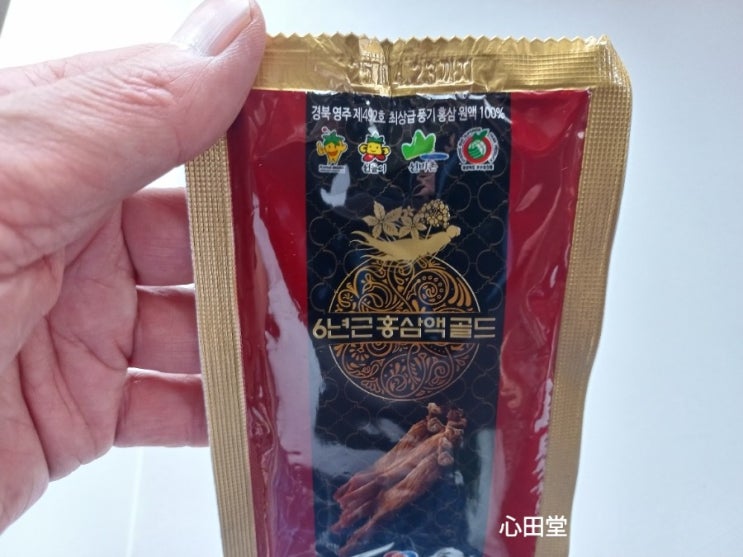 경북 영주 제492호 최상급 풍기 홍삼 원액 100%
6년근홍삼액골드
心田堂